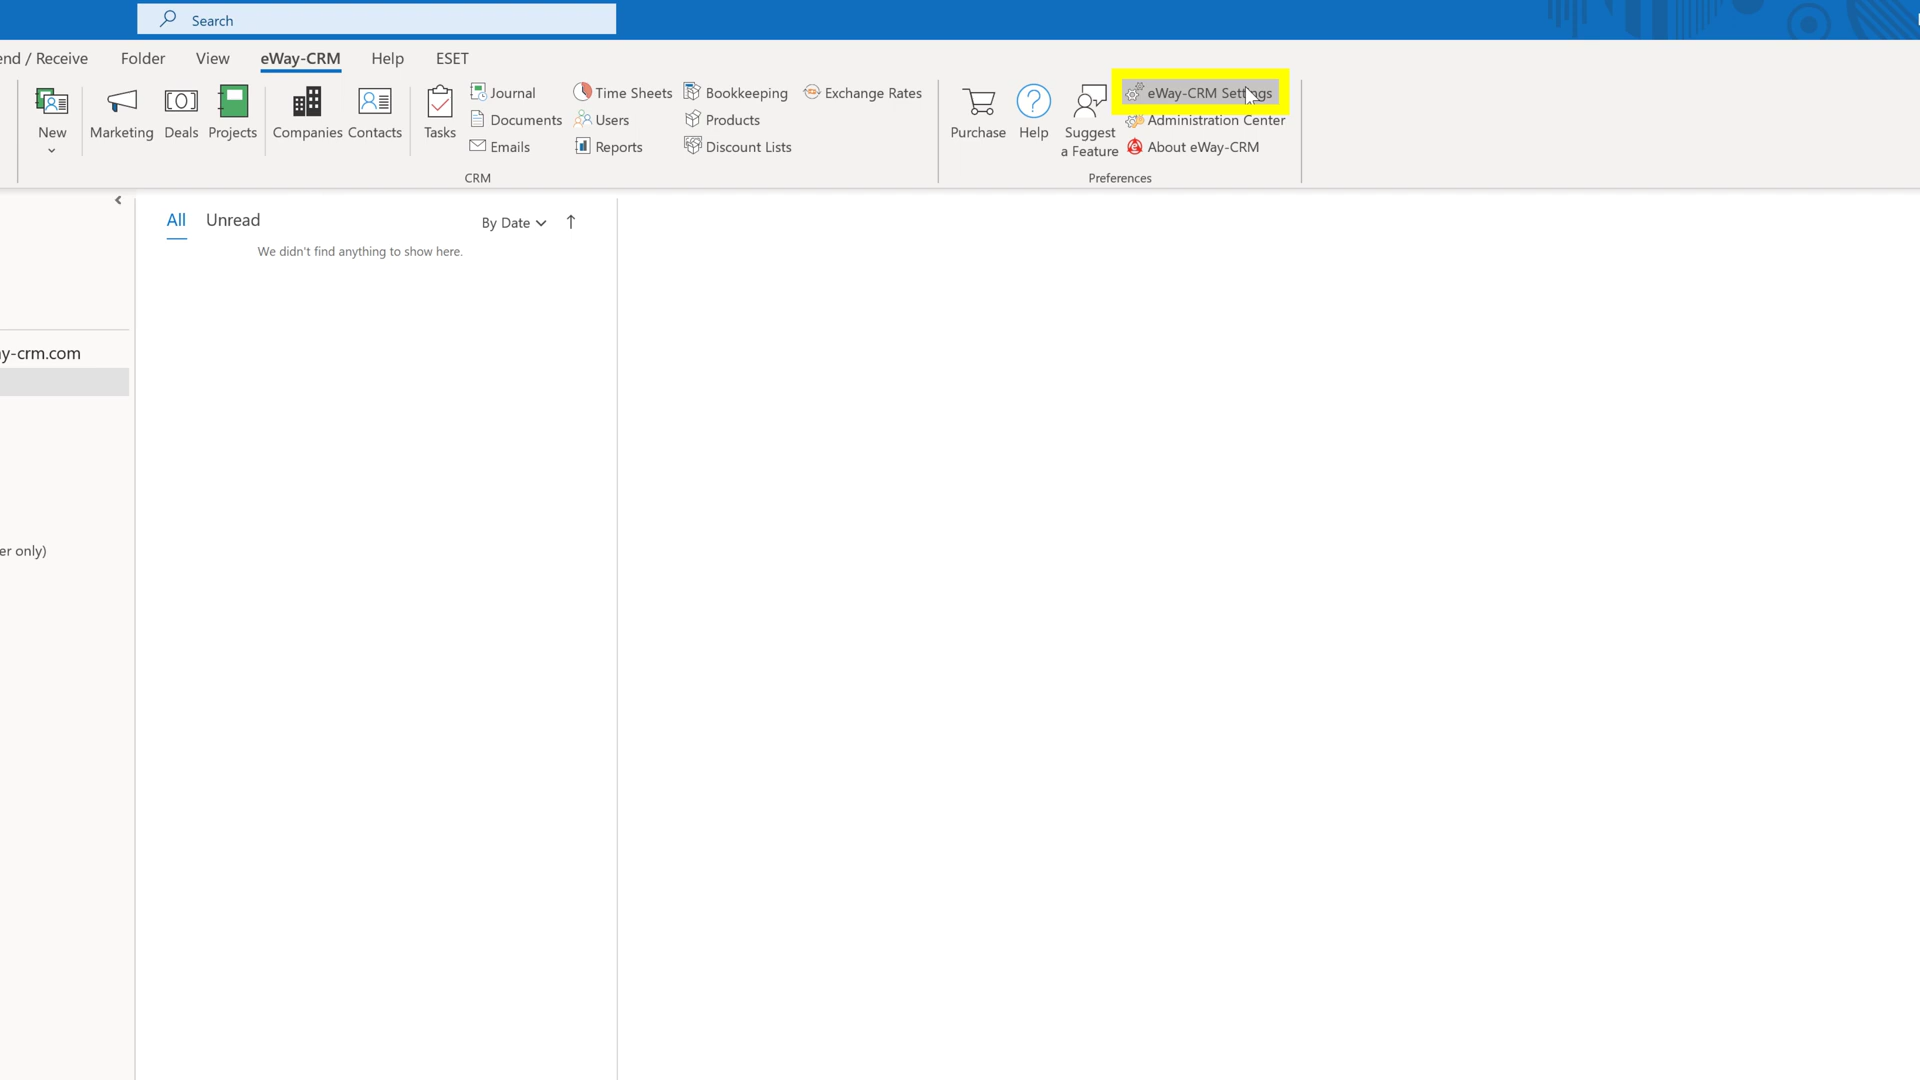 Search
end / Receive Folder View eWay-CRM Help ESET
New Marketing Deals Projects Companies Contacts Tasks
Journal Time Sheets Bookkeeping Exchange Rates
Documents Users Products
Emails Reports Discount Lists
CRM
Purchase Help Suggest
a Feature
eWay-CRM Settings
Administration Center
About eWay-CRM
Preferences
All Unread By Date
We didn't find anything to show here.
ay-crm.com
er only)